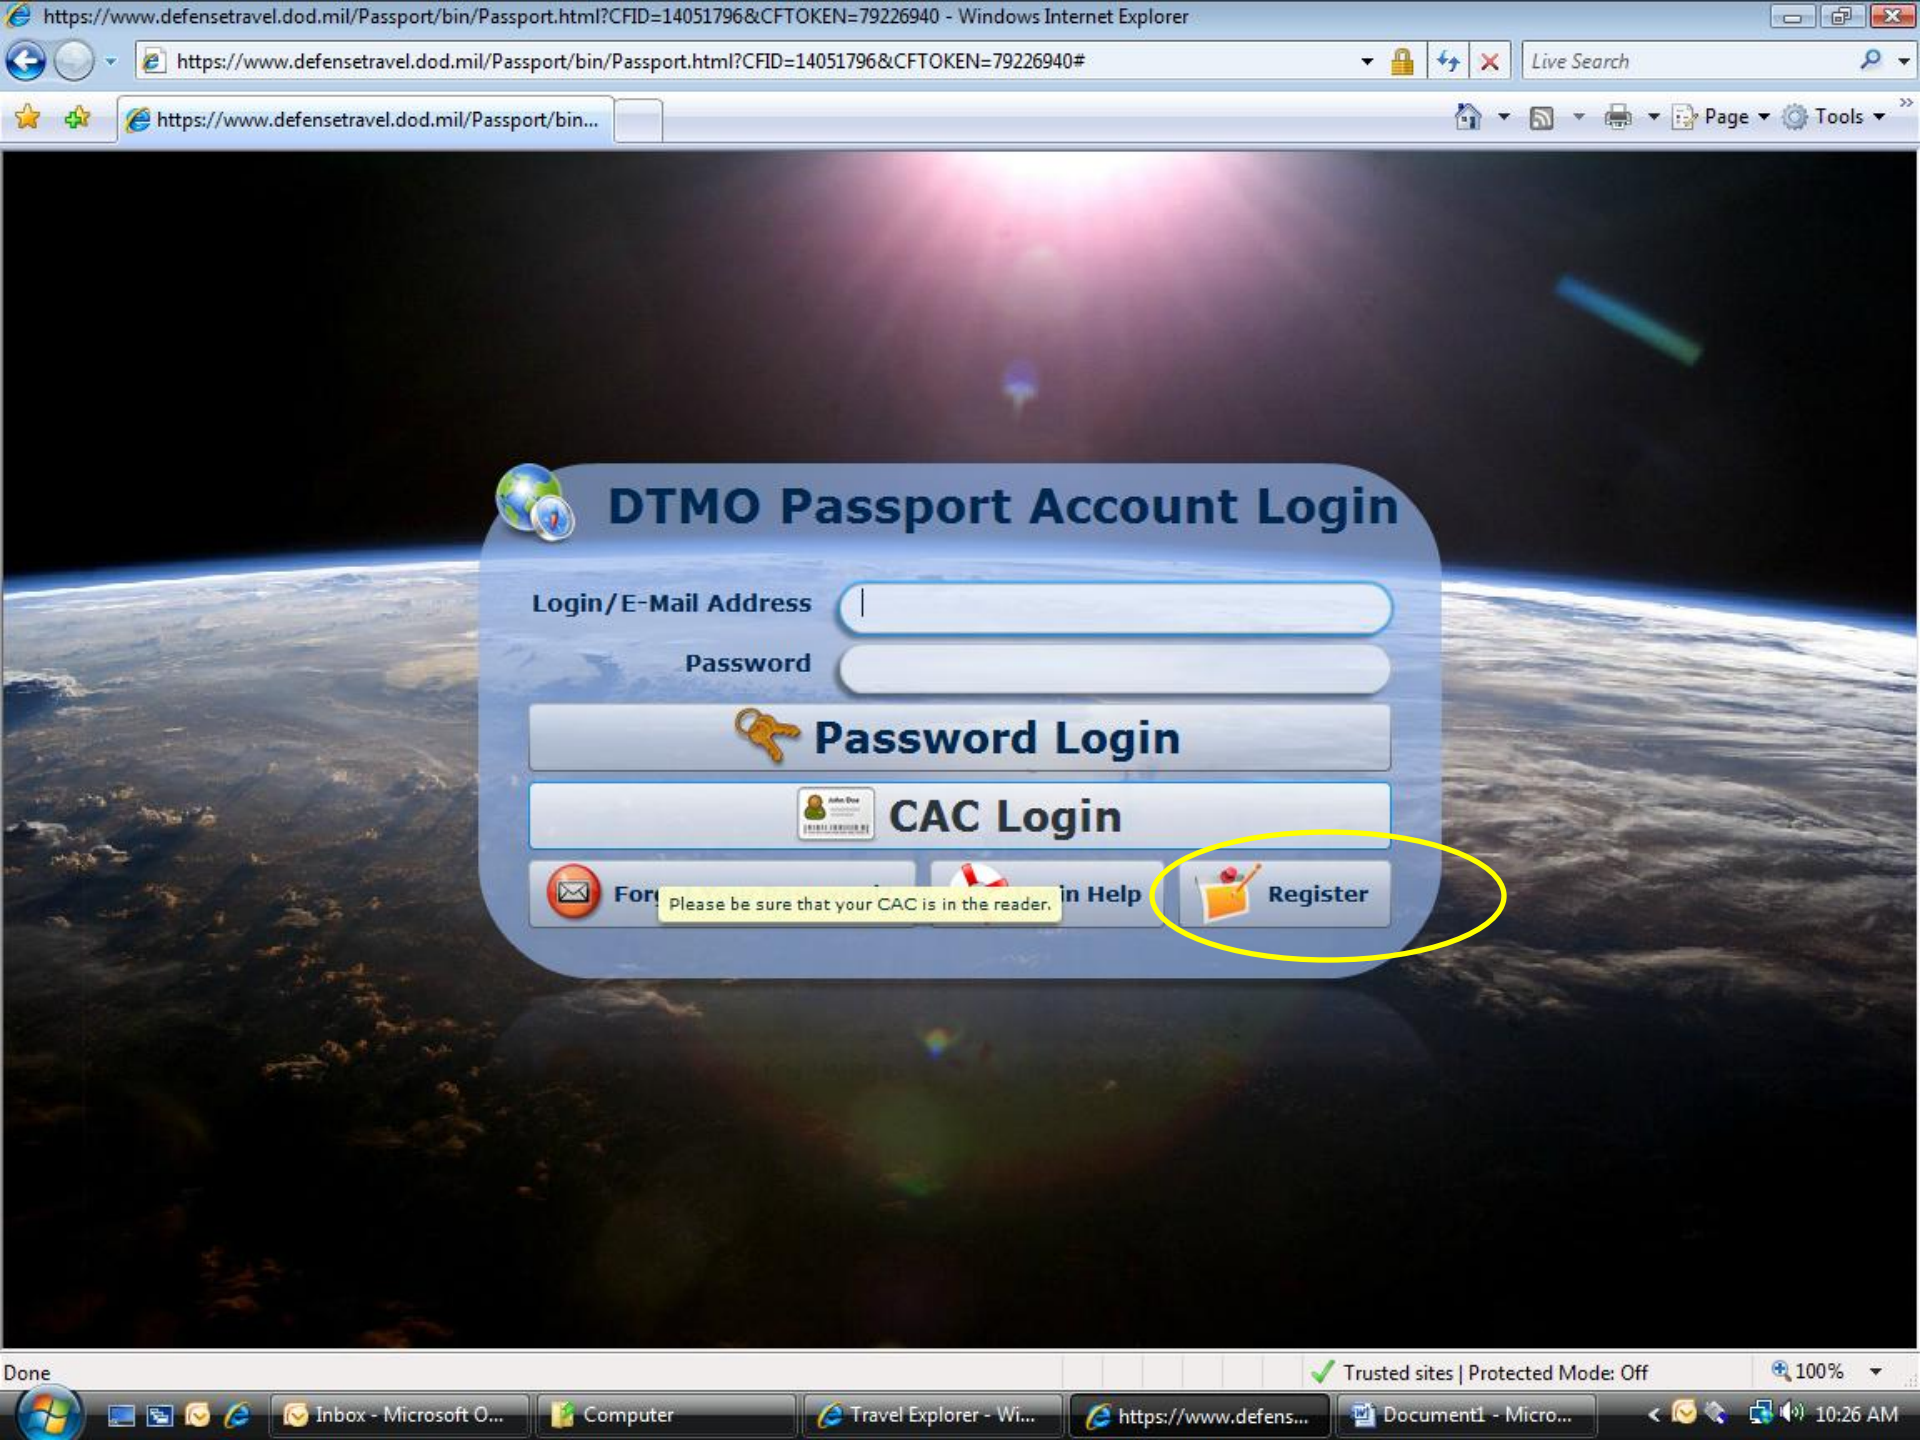 https://www.defensetravel.dod.mil/Passport/bin/Passport.html?CFID=14051796&CFTOKEN=79226940 - Windows Internet Explorer
https://www.defensetravel.dod.mil/Passport/bin/Passport.html?CFID=14051796&CFTOKEN=79226940#
Live Search
https://www.defensetravel.dod.mil/Passport/bin...
Page
Tools
DTMO Passport Account Login
Login/E-Mail Address
Password
Password Login
John Doe
CAC Login
Please be sure that your CAC is in the reader.
Help
Register
Done
Trusted sites | Protected Mode: Off
100%
Inbox - Microsoft O...
Computer
Travel Explorer - Wi...
https://www.defens...
Document1 - Micro...
10:26 AM